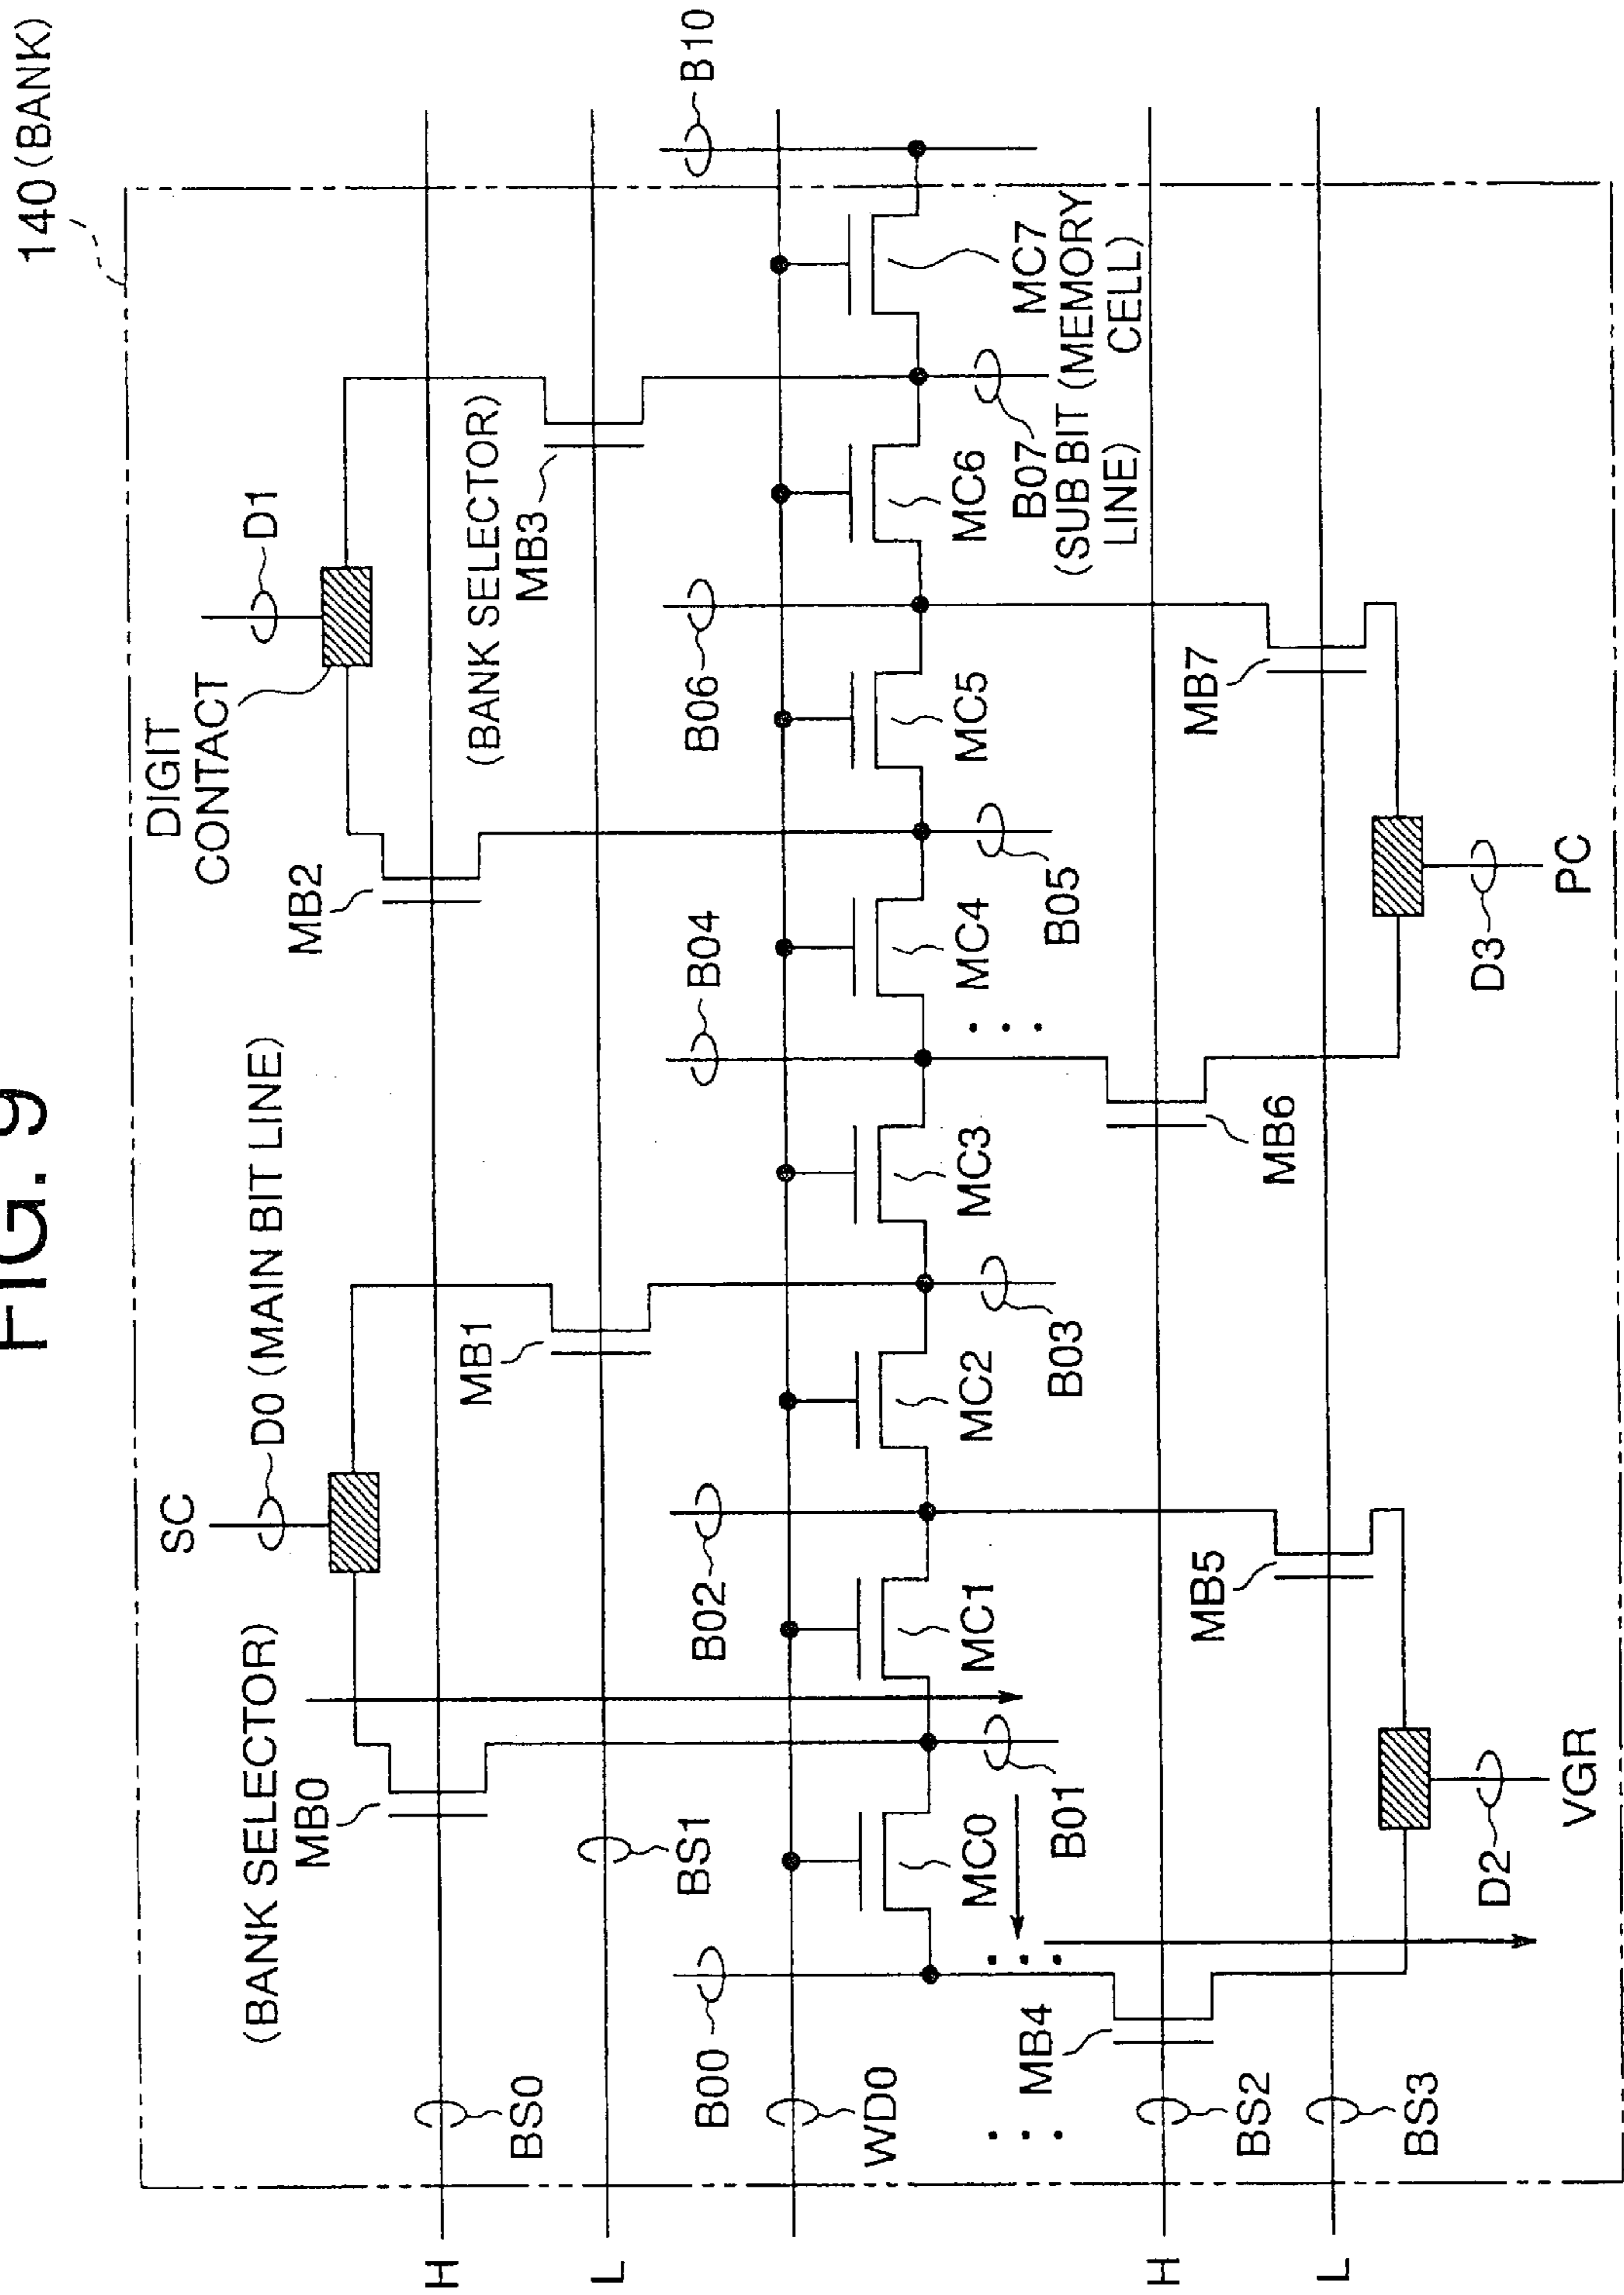 FIG. 9
140 (BANK)
SC
D0 (MAIN BIT LINE)
DIGIT
CONTACT
D1
(BANK SELECTOR)
MB0
MB1
MB2
(BANK SELECTOR)
MB3
H
BS0
L
BS1
B00
B02
B04
B06
B10
WD0
MC0
MC1
MC2
MC3
MC4
MC5
MC6
MC7
(MEMORY
CELL)
B01
B03
B05
B07
(SUB BIT
LINE)
MB4
MB5
MB6
MB7
H
BS2
L
BS3
D2
VGR
D3
PC